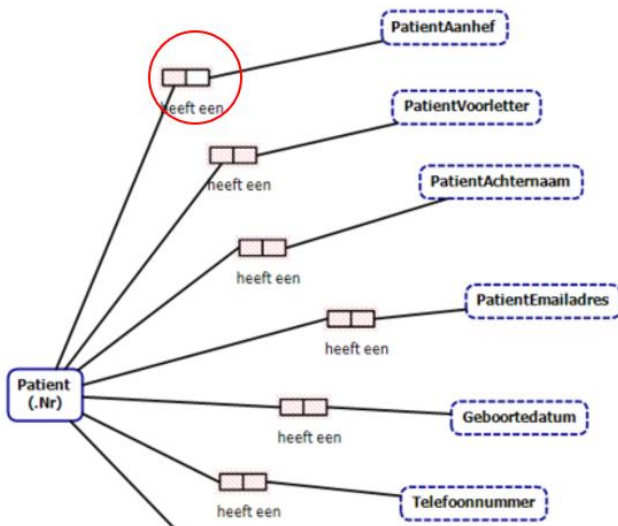 PatientAanhef
heeft een
PatientVoorletter
heeft een
PatientAchternaam
heeft een
PatientEmailadres
heeft een
Patient
(.Nr)
Geboortedatum
heeft een
Telefoonnummer
heeft een